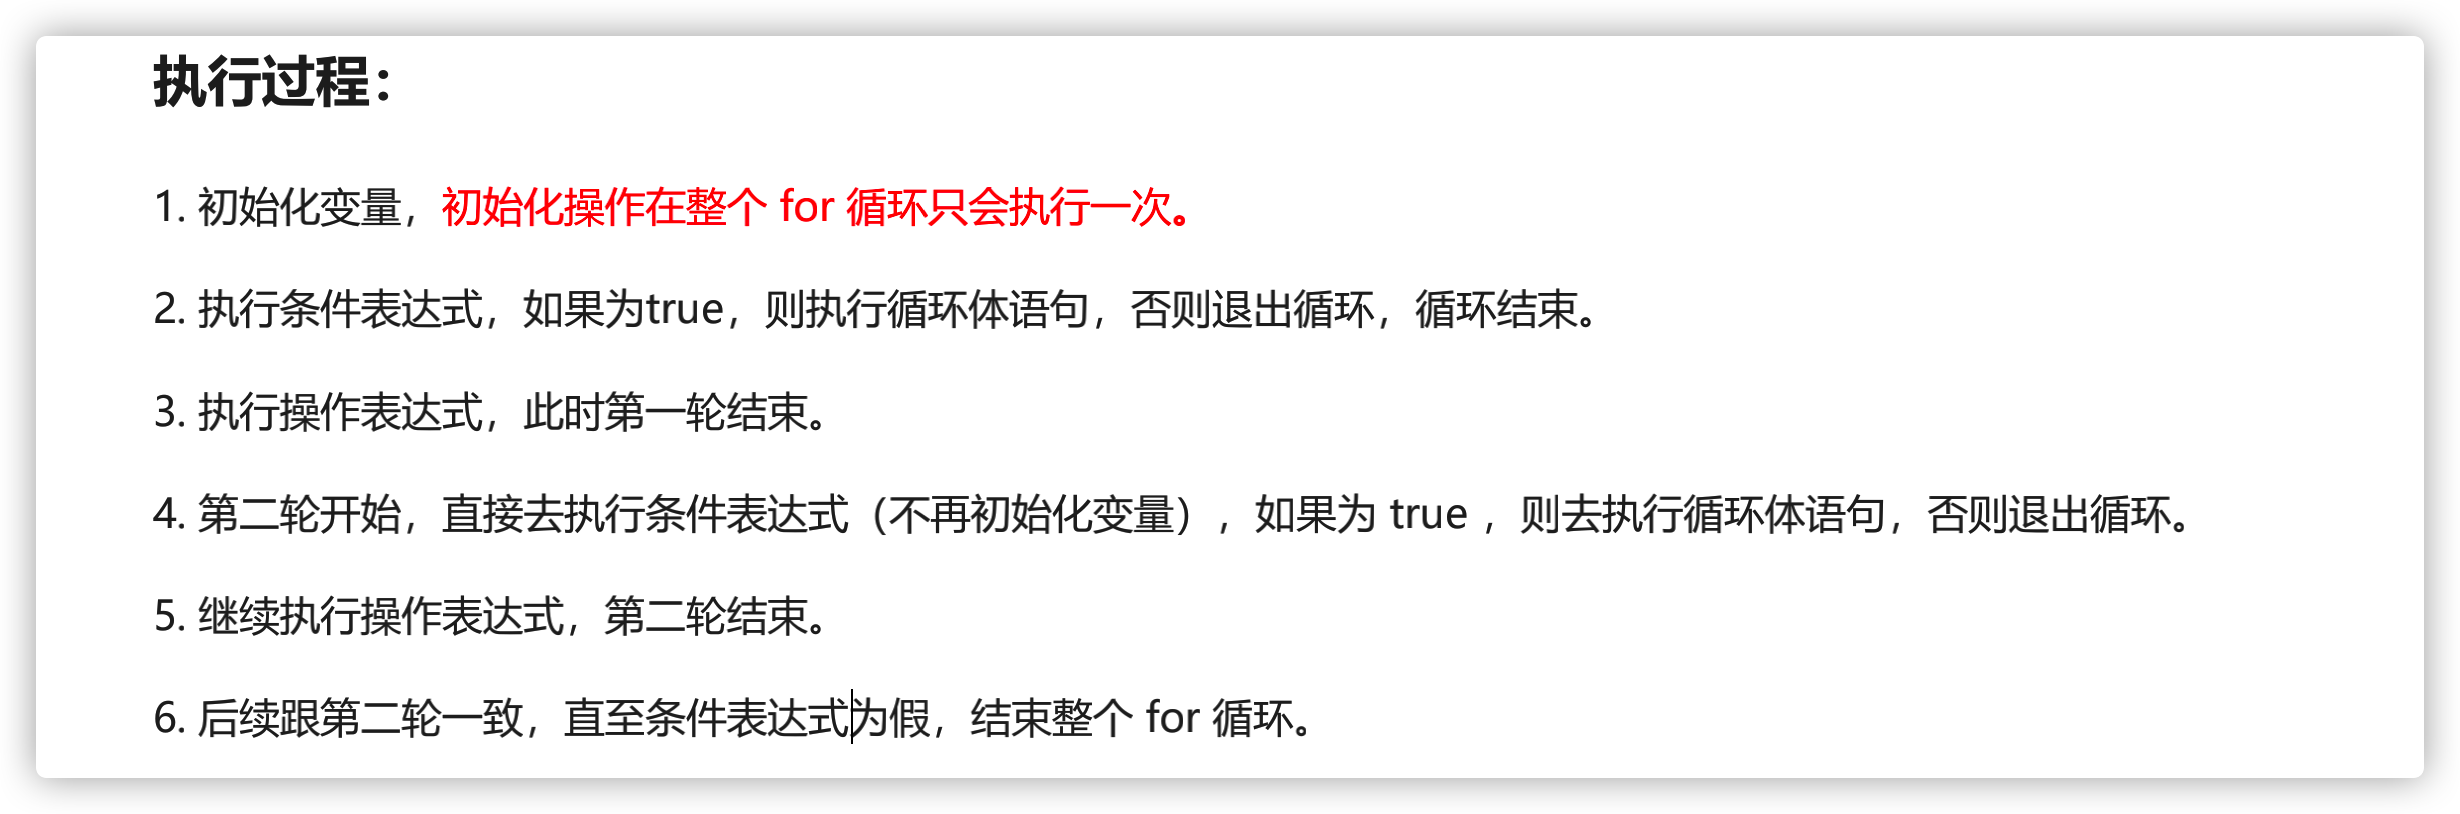 执行过程：
1. 初始化变量，初始化操作在整个 for 循环只会执行一次。
2. 执行条件表达式，如果为true，则执行循环体语句，否则退出循环，循环结束。
3. 执行操作表达式，此时第一轮结束。
4. 第二轮开始，直接去执行条件表达式（不再初始化变量），如果为 true ，则去执行循环体语句，否则退出循环。
5. 继续执行操作表达式，第二轮结束。
6. 后续跟第二轮一致，直至条件表达式为假，结束整个 for 循环。